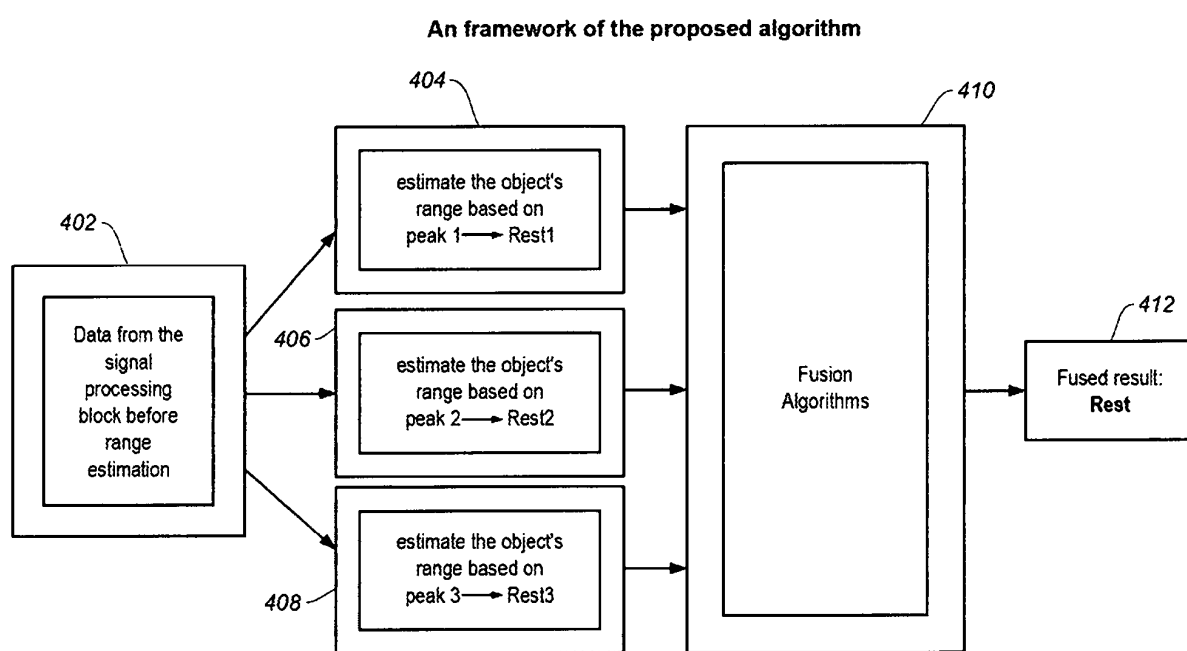 An framework of the proposed algorithm
402
Data from the
signal
processing
block before
range
estimation
404
estimate the object's
range based on
peak 1 → Rest1
406
estimate the object's
range based on
peak 2 → Rest2
408
estimate the object's
range based on
peak 3 → Rest3
410
Fusion
Algorithms
412
Fused result:
Rest